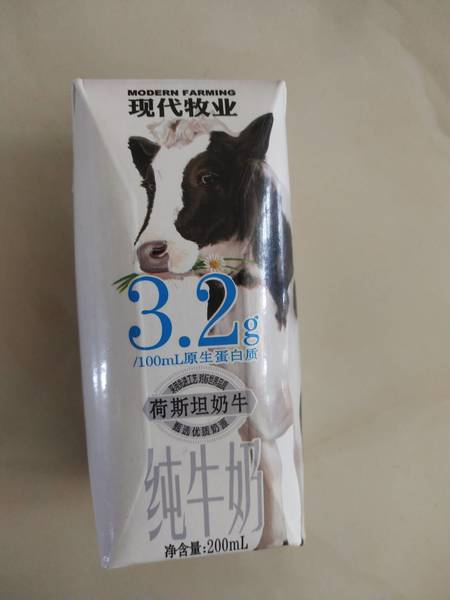 MODERN FARMING
现代牧业
3.2g
/100mL原生蛋白质
荷斯坦奶牛
甄选优质奶源
纯牛奶
净含量:200mL